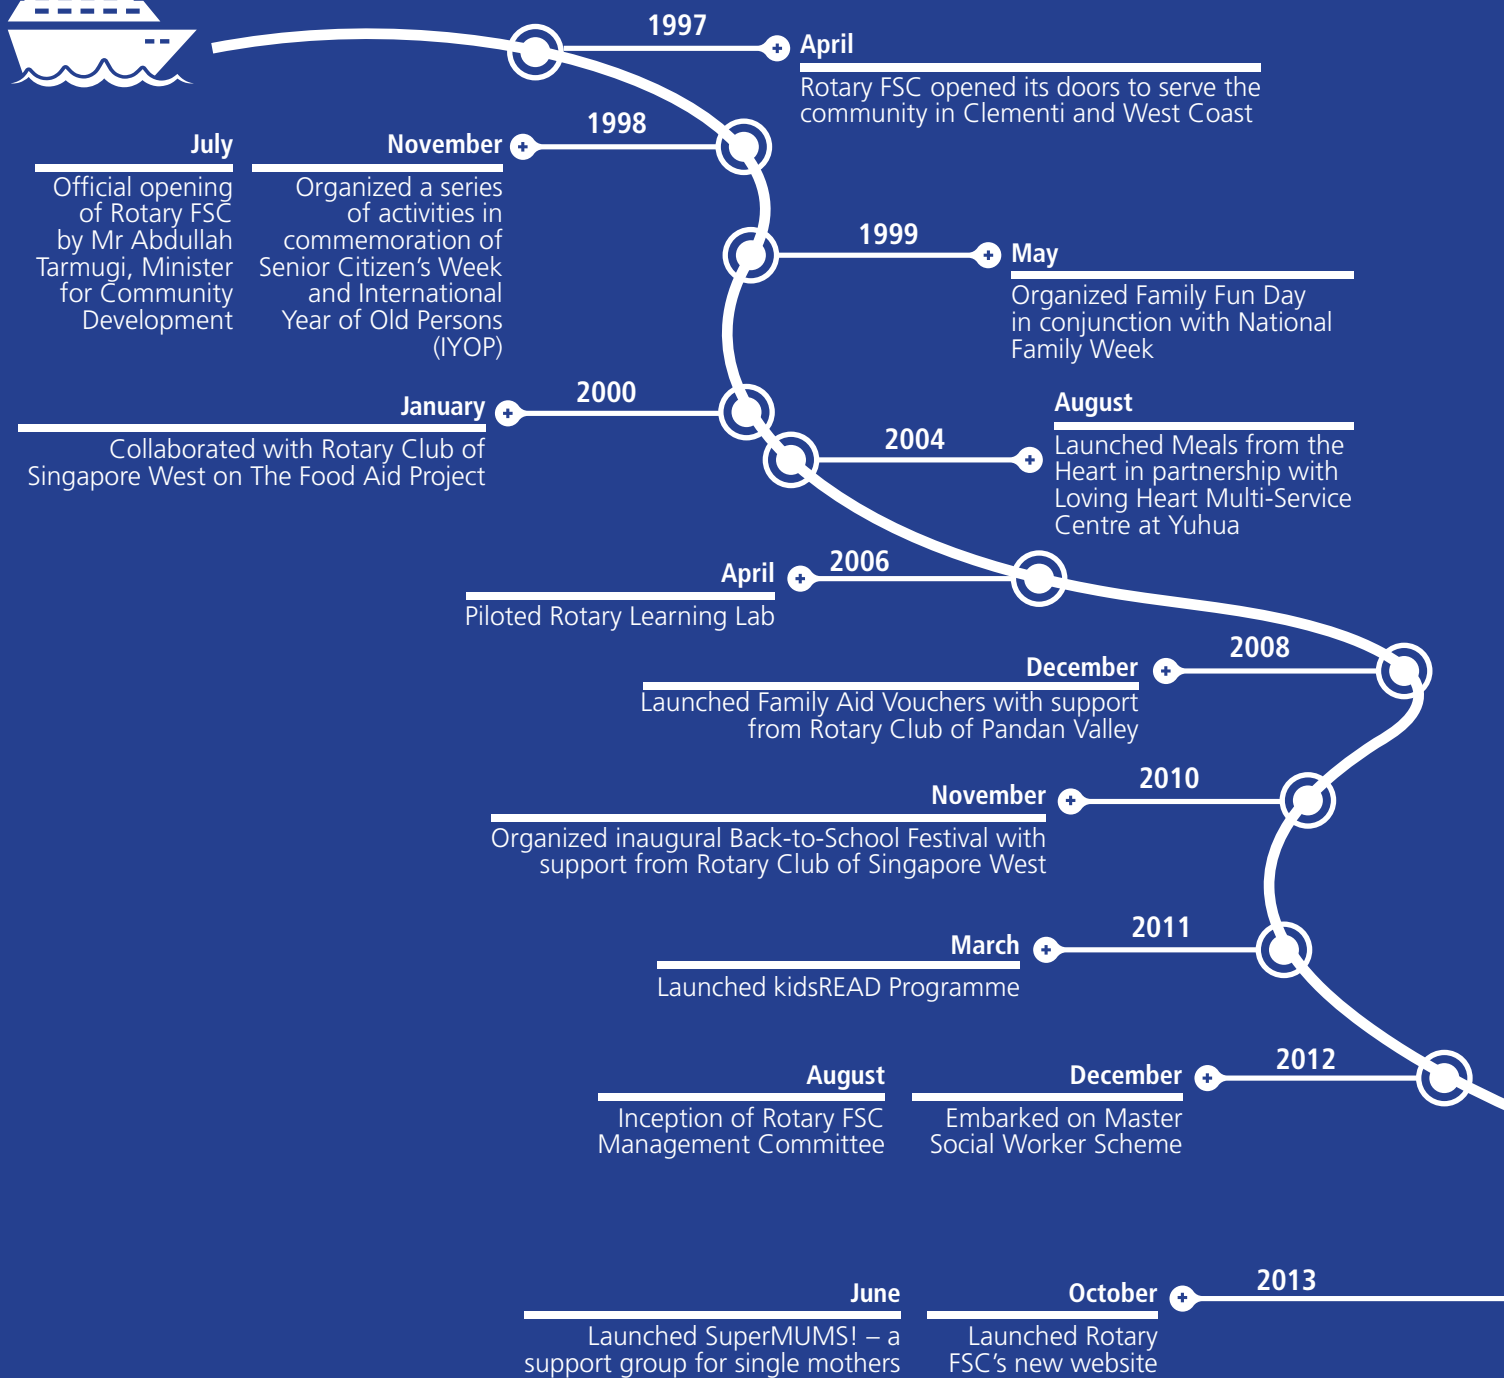 1997
April
Rotary FSC opened its doors to serve the
community in Clementi and West Coast
1998
July
Official opening
of Rotary FSC
by Mr Abdullah
Tarmugi, Minister
for Community
Development
November
Organized a series
of activities in
commemoration of
Senior Citizen’s Week
and International
Year of Old Persons
(IYOP)
1999
May
Organized Family Fun Day
in conjunction with National
Family Week
2000
January
Collaborated with Rotary Club of
Singapore West on The Food Aid Project
2004
August
Launched Meals from the
Heart in partnership with
Loving Heart Multi-Service
Centre at Yuhua
2006
April
Piloted Rotary Learning Lab
2008
December
Launched Family Aid Vouchers with support
from Rotary Club of Pandan Valley
2010
November
Organized inaugural Back-to-School Festival with
support from Rotary Club of Singapore West
2011
March
Launched kidsREAD Programme
2012
August
Inception of Rotary FSC
Management Committee
December
Embarked on Master
Social Worker Scheme
2013
June
Launched SuperMUMS! – a
support group for single mothers
October
Launched Rotary
FSC’s new website